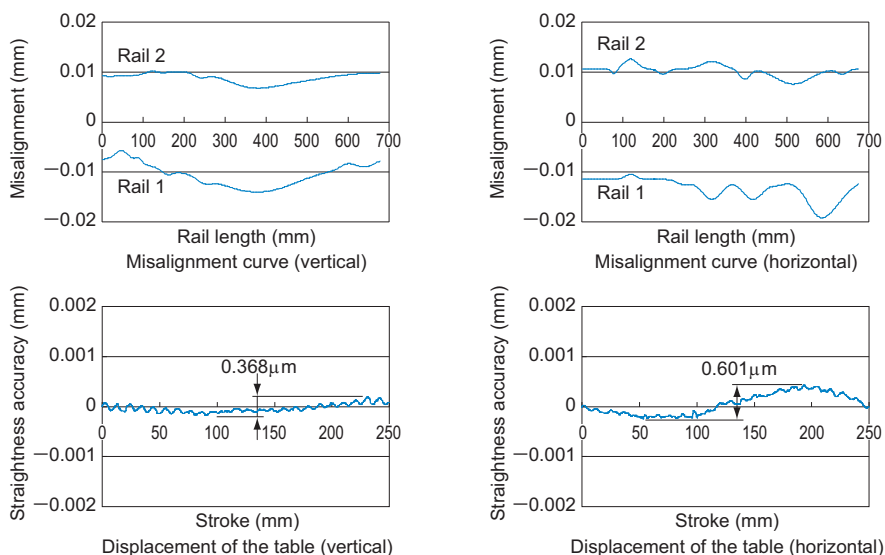 Misalignment (mm)
0.02
0.01
0
−0.01
−0.02
Rail 2
0 100 200 300 400 500 600 700
Rail 1
Rail length (mm)
Misalignment curve (vertical)
Misalignment (mm)
0.02
0.01
0
−0.01
−0.02
Rail 2
0 100 200 300 400 500 600 700
Rail 1
Rail length (mm)
Misalignment curve (horizontal)
Straightness accuracy (mm)
0.002
0.001
0
−0.001
−0.002
0.368μm
0 50 100 150 200 250
Stroke (mm)
Displacement of the table (vertical)
Straightness accuracy (mm)
0.002
0.001
0
−0.001
−0.002
0.601μm
0 50 100 150 200 250
Stroke (mm)
Displacement of the table (horizontal)